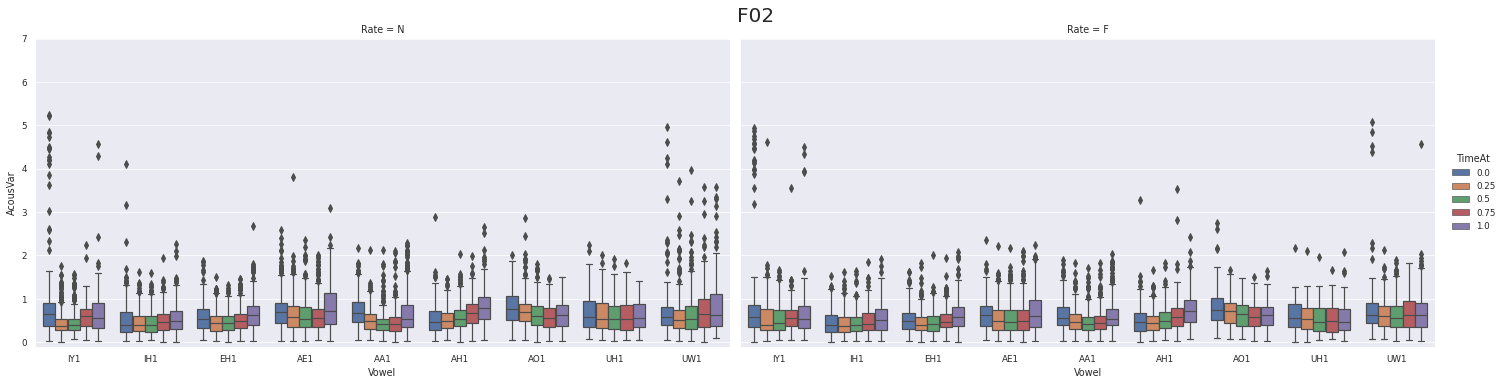 F02
Rate = N
Rate = F
7
6
5
4
3
2
1
0
AcousVar
IY1 IH1 EH1 AE1 AA1 AH1 AO1 UH1 UW1
IY1 IH1 EH1 AE1 AA1 AH1 AO1 UH1 UW1
Vowel
Vowel
TimeAt
0.0
0.25
0.5
0.75
1.0